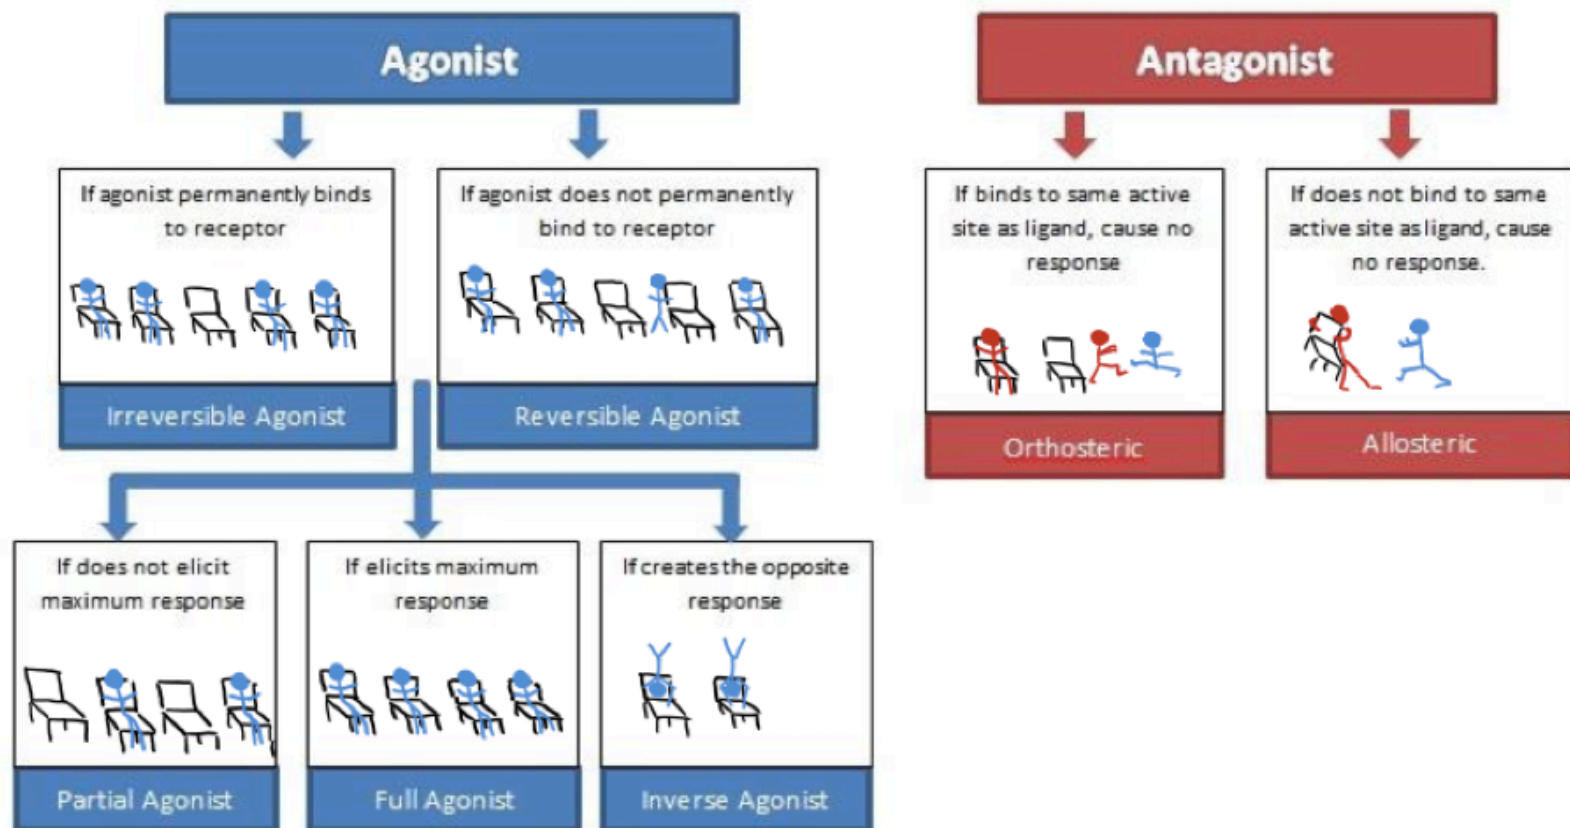 Agonist
If agonist permanently binds
to receptor
Irreversible Agonist
If agonist does not permanently
bind to receptor
Reversible Agonist
If does not elicit
maximum response
Partial Agonist
If elicits maximum
response
Full Agonist
If creates the opposite
response
Inverse Agonist
Antagonist
If binds to same active
site as ligand, cause no
response
Orthosteric
If does not bind to same
active site as ligand, cause
no response.
Allosteric